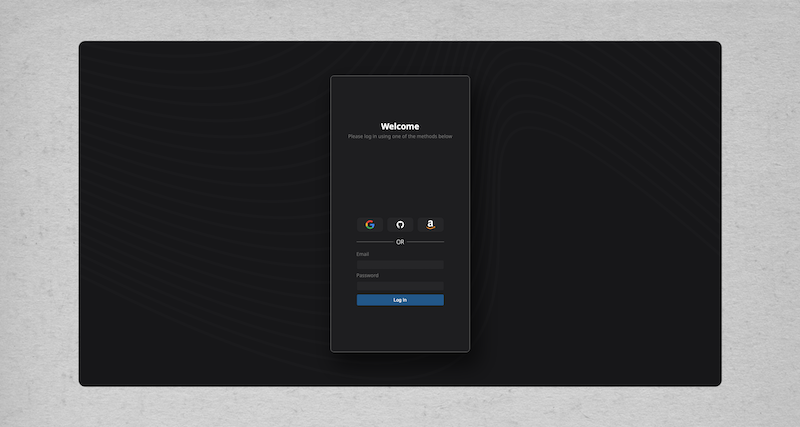 Welcome
Please log in using one of the methods below
OR
Email
Password
Log In